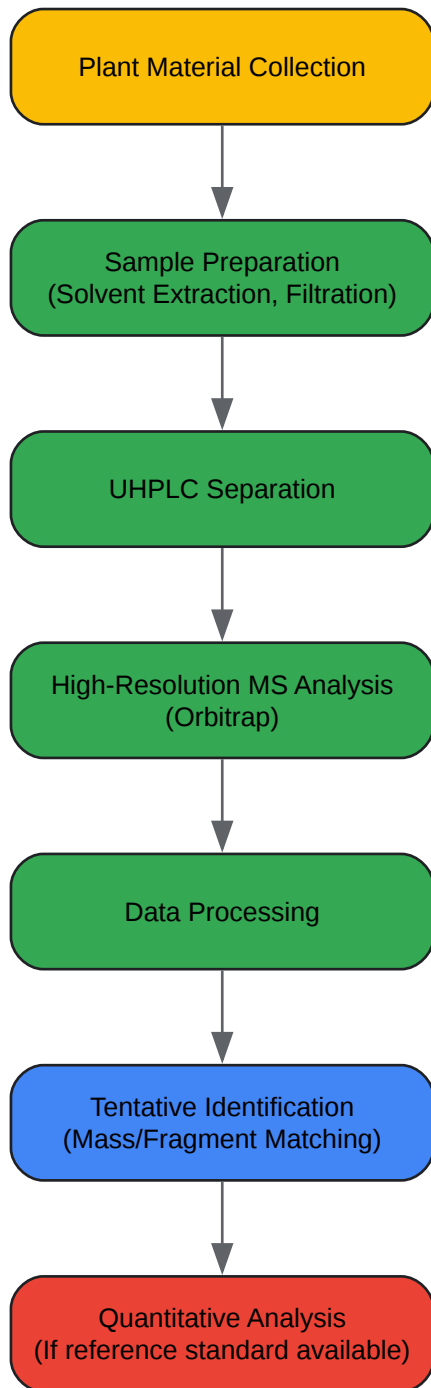 Plant Material Collection
Sample Preparation
(Solvent Extraction, Filtration)
UHPLC Separation
High-Resolution MS Analysis
(Orbitrap)
Data Processing
Tentative Identification
(Mass/Fragment Matching)
Quantitative Analysis
(If reference standard available)